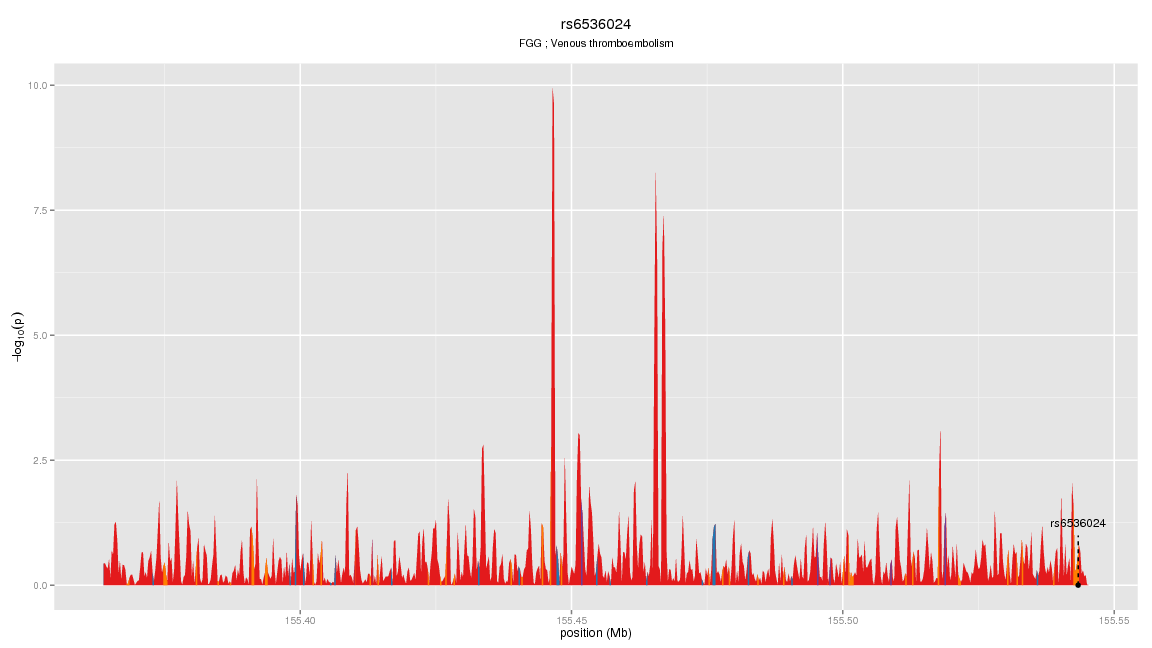 rs6536024
FGG ; Venous thromboembolism
10.0
7.5
5.0
2.5
0.0
−log10(p)
rs6536024
155.40
155.45
155.50
155.55
position (Mb)